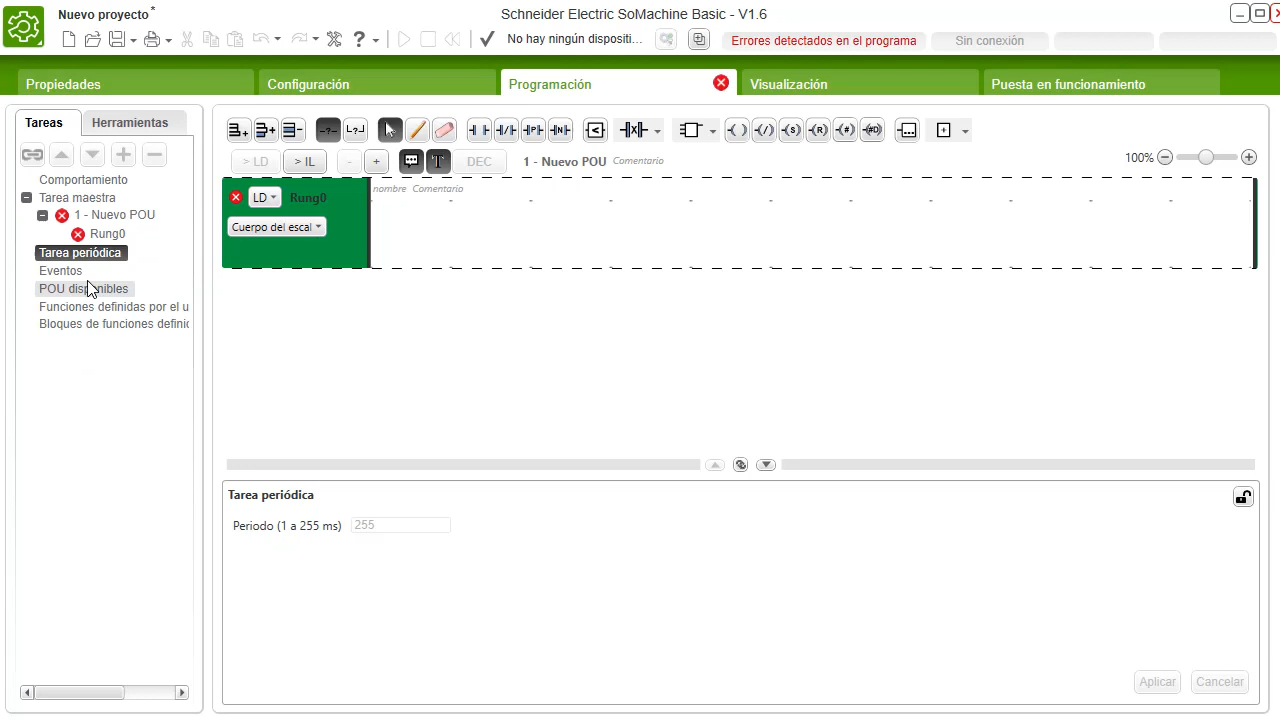 Nuevo proyecto *
Schneider Electric SoMachine Basic - V1.6
No hay ningún dispositi...
Errores detectados en el programa
Sin conexión
Propiedades
Configuración
Programación
Visualización
Puesta en funcionamiento
Tareas
Herramientas
Comportamiento
Tarea maestra
1 - Nuevo POU
Rung0
Tarea periódica
Eventos
POU disponibles
Funciones definidas por el u
Bloques de funciones definid
> LD
> IL
-
+
T
DEC
1 - Nuevo POU
Comentario
100%
LD
Rung0
nombre
Comentario
Cuerpo del escal
Tarea periódica
Periodo (1 a 255 ms)
255
Aplicar
Cancelar